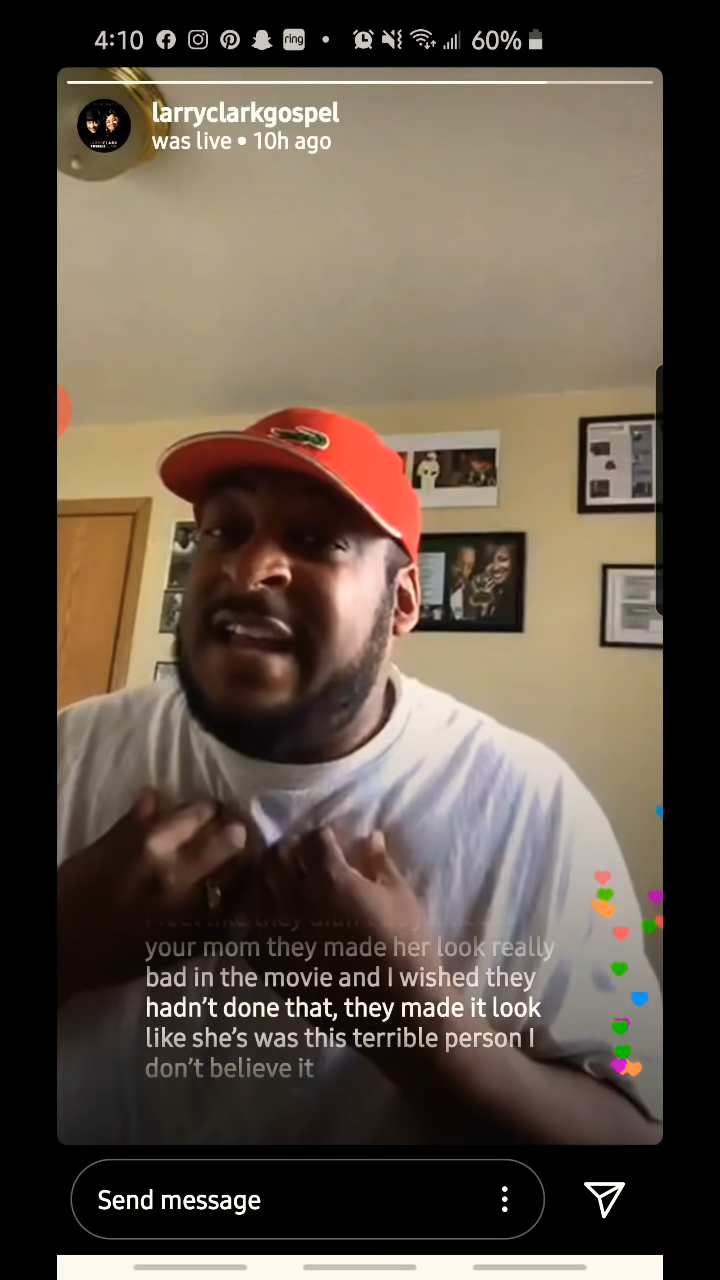 4:10 ring • 60%
larryclarkgospel
was live • 10h ago
your mom they made her look really
bad in the movie and I wished they
hadn't done that, they made it look
like she's was this terrible person I
don't believe it
Send message